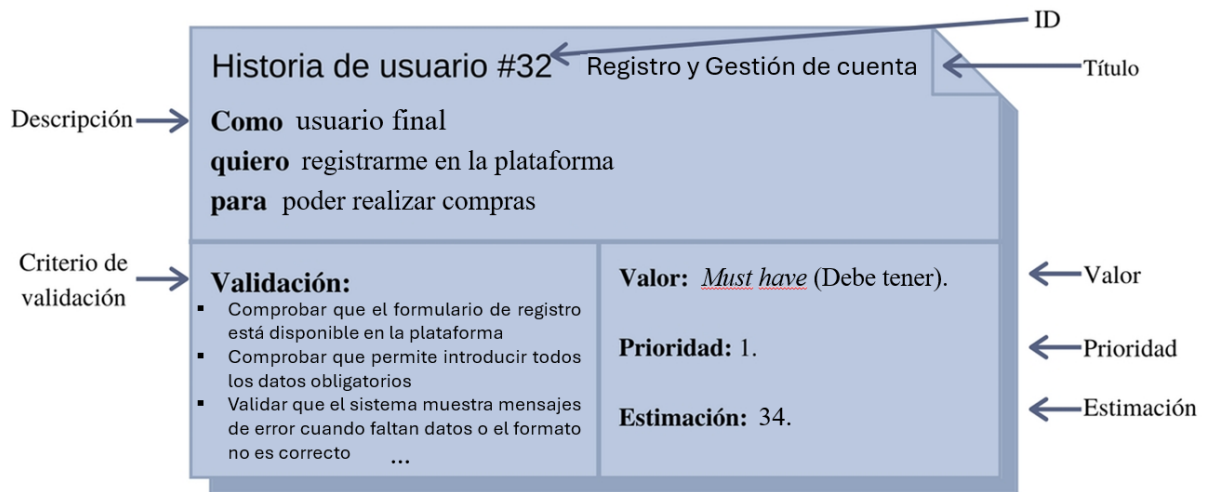 ID
Historia de usuario #32 Registro y Gestión de cuenta
Título
Descripción
Como usuario final
quiero registrarme en la plataforma
para poder realizar compras
Criterio de
validación
Validación:
▪ Comprobar que el formulario de registro
está disponible en la plataforma
▪ Comprobar que permite introducir todos
los datos obligatorios
▪ Validar que el sistema muestra mensajes
de error cuando faltan datos o el formato
no es correcto ...
Valor: Must have (Debe tener).
Valor
Prioridad: 1.
Prioridad
Estimación: 34.
Estimación